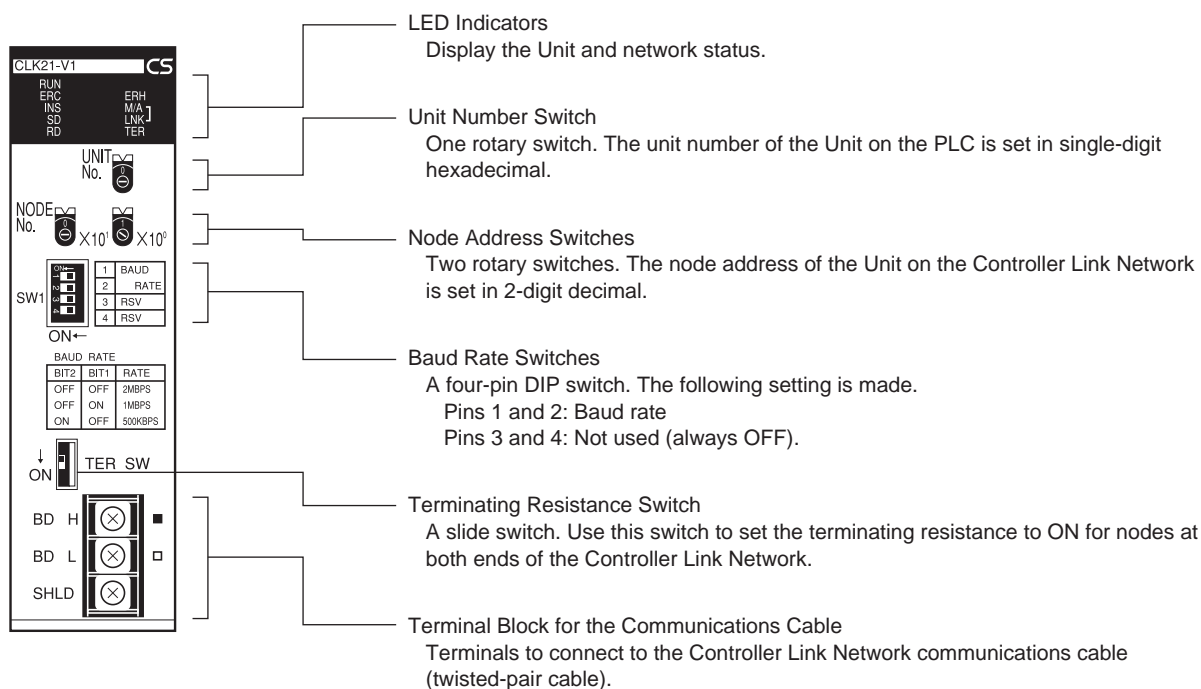 LED Indicators
Display the Unit and network status.
Unit Number Switch
One rotary switch. The unit number of the Unit on the PLC is set in single-digit
hexadecimal.
Node Address Switches
Two rotary switches. The node address of the Unit on the Controller Link Network
is set in 2-digit decimal.
Baud Rate Switches
A four-pin DIP switch. The following setting is made.
Pins 1 and 2: Baud rate
Pins 3 and 4: Not used (always OFF).
Terminating Resistance Switch
A slide switch. Use this switch to set the terminating resistance to ON for nodes at
both ends of the Controller Link Network.
Terminal Block for the Communications Cable
Terminals to connect to the Controller Link Network communications cable
(twisted-pair cable).
CLK21-V1 CS
RUN
ERC ERH
INS M/A
SD LNK
RD TER
UNIT
No. 0
NODE
No. 0 X10¹ 1 X10⁰
SW1
ON←
1 2 3 4
1 BAUD
2 RATE
3 RSV
4 RSV
ON←
BAUD RATE
BIT2 BIT1 RATE
OFF OFF 2MBPS
OFF ON 1MBPS
ON OFF 500KBPS
↓
ON TER SW
BD H ■
BD L □
SHLD